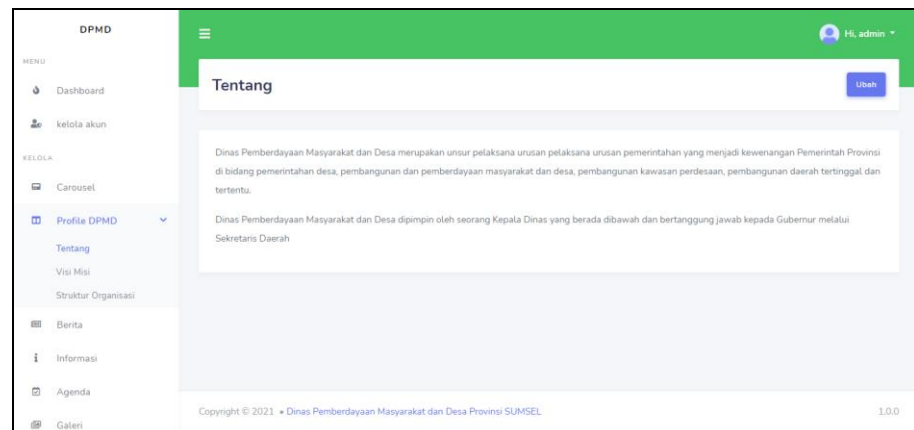 DPMD
Hi, admin
MENU
Dashboard
kelola akun
KELOLA
Carousel
Profile DPMD
Tentang
Visi Misi
Struktur Organisasi
Berita
Informasi
Agenda
Galeri
Tentang
Ubah
Dinas Pemberdayaan Masyarakat dan Desa merupakan unsur pelaksana urusan pelaksana urusan pemerintahan yang menjadi kewenangan Pemerintah Provinsi
di bidang pemerintahan desa, pembangunan dan pemberdayaan masyarakat dan desa, pembangunan kawasan perdesaan, pembangunan daerah tertinggal dan
tertentu.
Dinas Pemberdayaan Masyarakat dan Desa dipimpin oleh seorang Kepala Dinas yang berada dibawah dan bertanggung jawab kepada Gubernur melalui
Sekretaris Daerah
Copyright © 2021 • Dinas Pemberdayaan Masyarakat dan Desa Provinsi SUMSEL 1.0.0